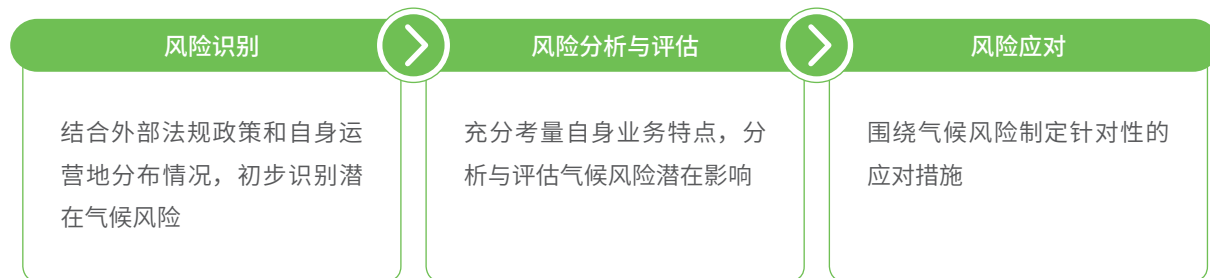 风险识别
风险分析与评估
风险应对
结合外部法规政策和自身运
营地分布情况，初步识别潜
在气候风险
充分考量自身业务特点，分
析与评估气候风险潜在影响
围绕气候风险制定针对性的
应对措施